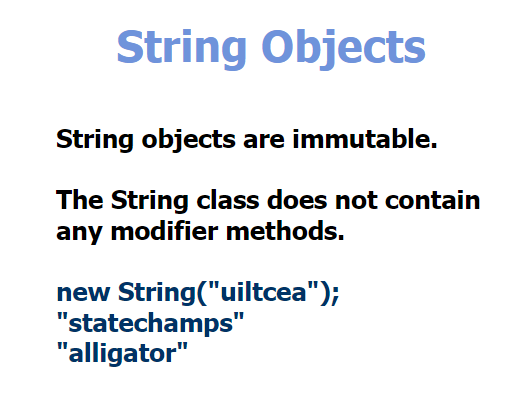 String Objects
String objects are immutable.
The String class does not contain
any modifier methods.
new String("uiltcea");
"statechamps"
"alligator"